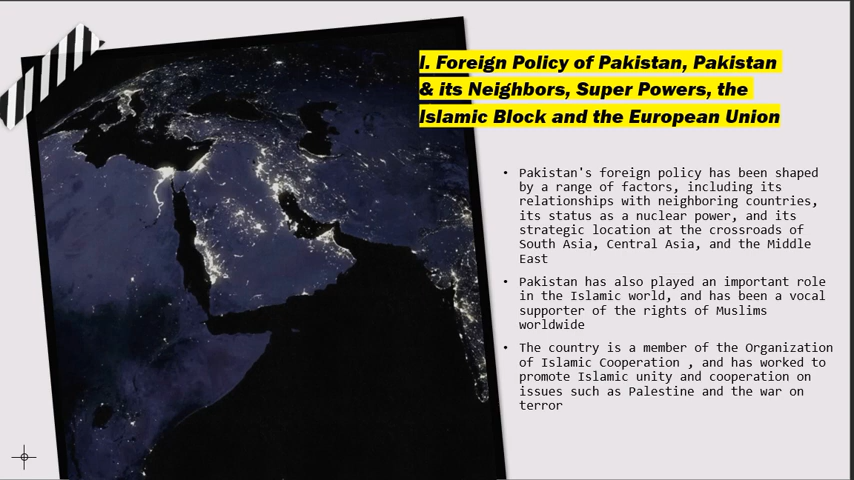 I. Foreign Policy of Pakistan, Pakistan
& its Neighbors, Super Powers, the
Islamic Block and the European Union
• Pakistan's foreign policy has been shaped
by a range of factors, including its
relationships with neighboring countries,
its status as a nuclear power, and its
strategic location at the crossroads of
South Asia, Central Asia, and the Middle
East
• Pakistan has also played an important role
in the Islamic world, and has been a vocal
supporter of the rights of Muslims
worldwide
• The country is a member of the Organization
of Islamic Cooperation , and has worked to
promote Islamic unity and cooperation on
issues such as Palestine and the war on
terror